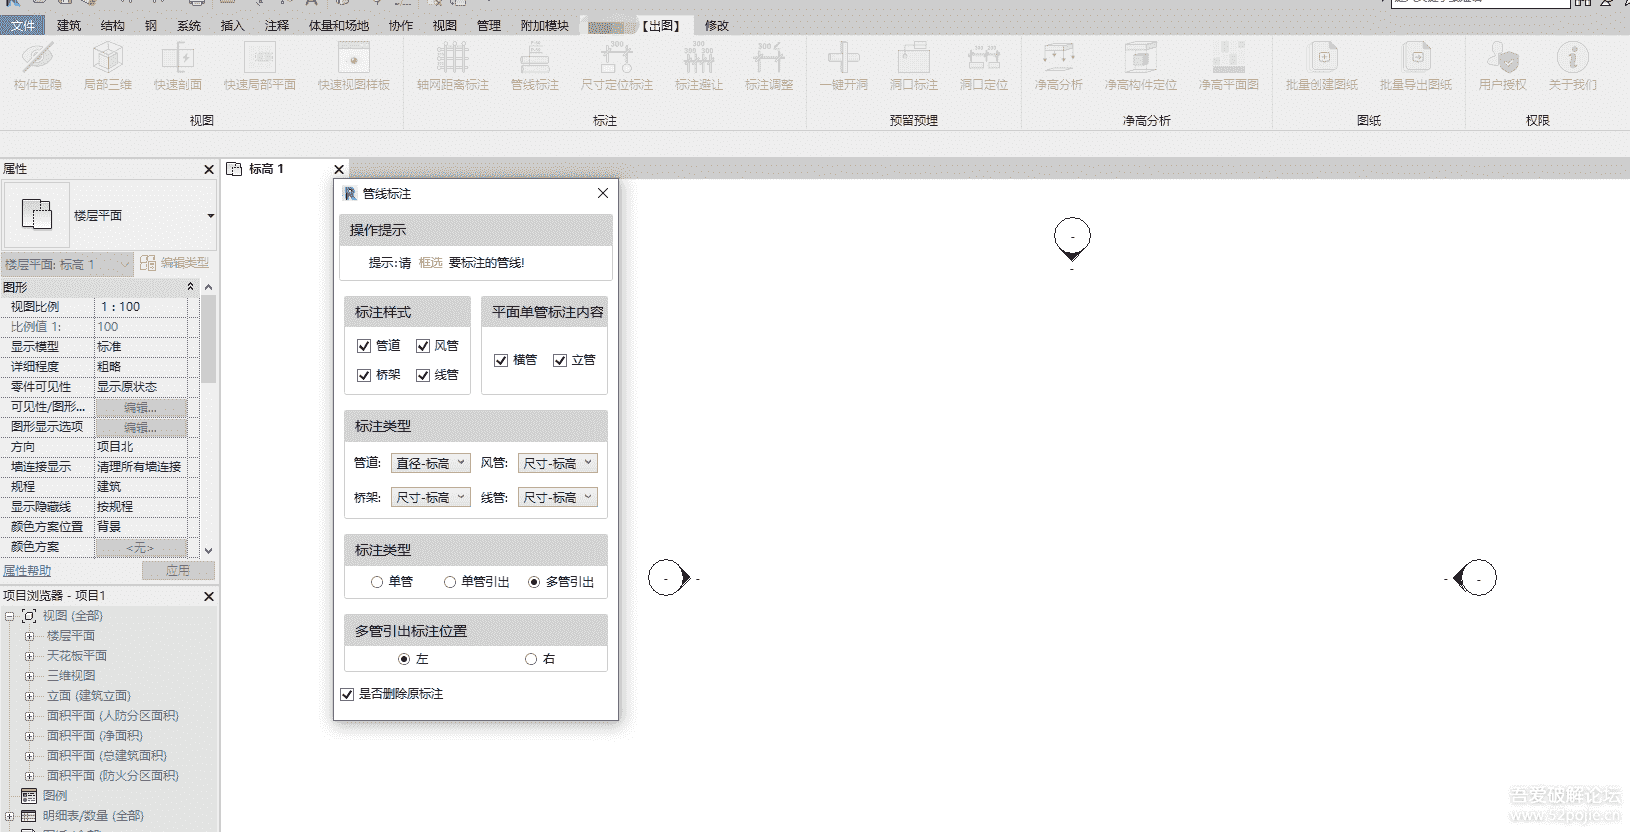 文件 建筑 结构 钢 系统 插入 注释 体量和场地 协作 视图 管理 附加模块 【出图】 修改
构件显隐 局部三维 快速剖面 快速局部平面 快速视图样板 轴网距离标注 管线标注 尺寸定位标注 标注避让 标注调整 一键开洞 洞口标注 洞口定位 净高分析 净高构件定位 净高平面图 批量创建图纸 批量导出图纸 用户授权 关于我们
视图 标注 预留预埋 净高分析 图纸 权限
属性
标高 1
楼层平面
楼层平面: 标高 1 编辑类型
图形
视图比例 1 : 100
比例值 1: 100
显示模型 标准
详细程度 粗略
零件可见性 显示原状态
可见性/图形... 编辑...
图形显示选项 编辑...
方向 项目北
墙连接显示 清理所有墙连接
规程 建筑
显示隐藏线 按规程
颜色方案位置 背景
颜色方案 <无>
属性帮助 应用
项目浏览器 - 项目1
视图 (全部)
楼层平面
天花板平面
三维视图
立面 (建筑立面)
面积平面 (人防分区面积)
面积平面 (净面积)
面积平面 (总建筑面积)
面积平面 (防火分区面积)
图例
明细表/数量 (全部)
管线标注
操作提示
提示:请 框选 要标注的管线!
标注样式
管道 风管
桥架 线管
平面单管标注内容
横管 立管
标注类型
管道: 直径-标高 风管: 尺寸-标高
桥架: 尺寸-标高 线管: 尺寸-标高
标注类型
单管 单管引出 多管引出
多管引出标注位置
左 右
是否删除原标注
吾爱破解论坛
www.52pojie.cn